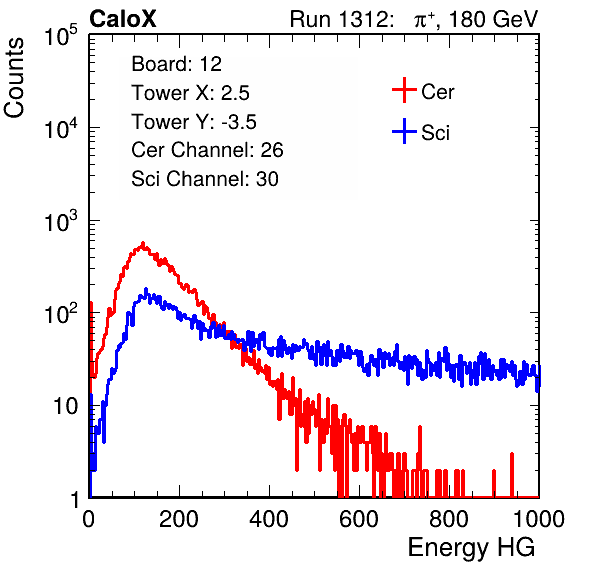 CaloX Run 1312: π⁺, 180 GeV
Counts
10⁵
10⁴
10³
10²
10
1
Board: 12
Tower X: 2.5
Tower Y: -3.5
Cer Channel: 26
Sci Channel: 30
Cer
Sci
0 200 400 600 800 1000
Energy HG